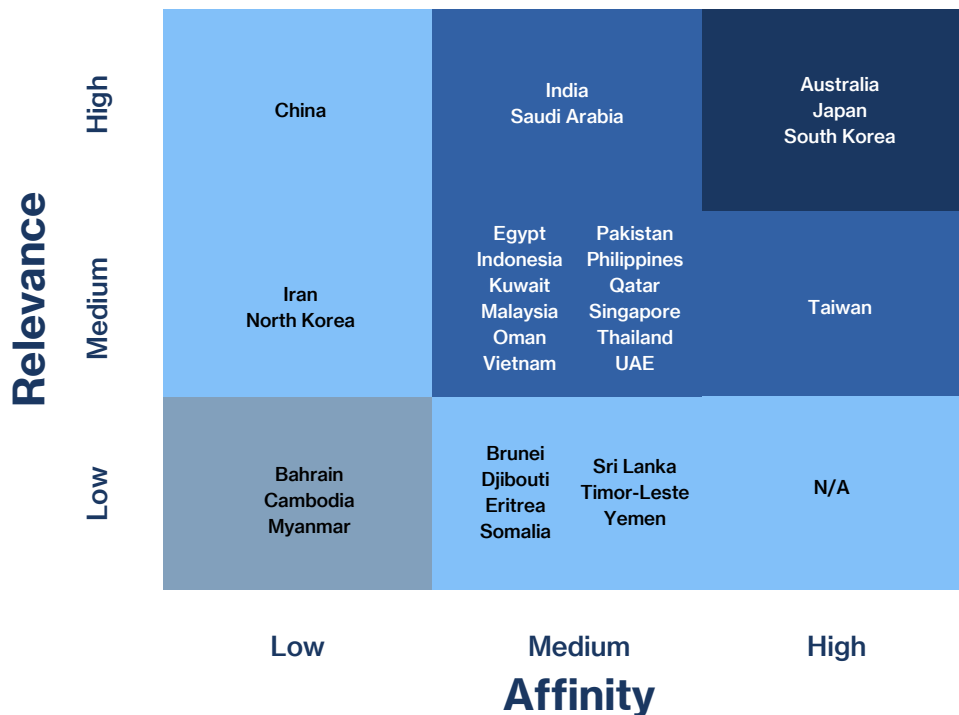 Relevance
High
China
India
Saudi Arabia
Australia
Japan
South Korea
Medium
Iran
North Korea
Egypt
Indonesia
Kuwait
Malaysia
Oman
Vietnam
Pakistan
Philippines
Qatar
Singapore
Thailand
UAE
Taiwan
Low
Bahrain
Cambodia
Myanmar
Brunei
Djibouti
Eritrea
Somalia
Sri Lanka
Timor-Leste
Yemen
N/A
Low
Medium
High
Affinity